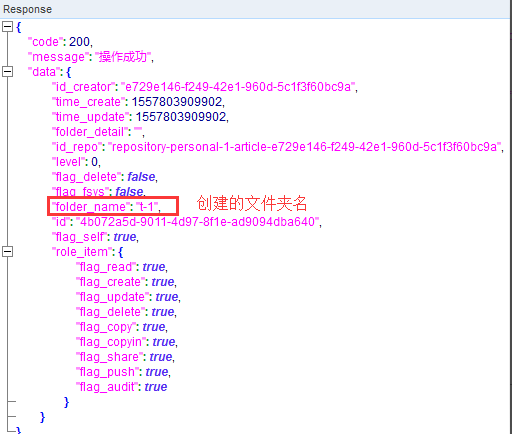 Response
{
"code": 200,
"message": "操作成功",
"data": {
"id_creator": "e729e146-f249-42e1-960d-5c1f3f60bc9a",
"time_create": 1557803909902,
"time_update": 1557803909902,
"folder_detail": "",
"id_repo": "repository-personal-1-article-e729e146-f249-42e1-960d-5c1f3f60bc9a",
"level": 0,
"flag_delete": false,
"flag_fsys": false,
"folder_name": "t-1", 创建的文件夹名
"id": "4b072a5d-9011-4d97-8f1e-ad9094dba640",
"flag_self": true,
"role_item": {
"flag_read": true,
"flag_create": true,
"flag_update": true,
"flag_delete": true,
"flag_copy": true,
"flag_copyin": true,
"flag_share": true,
"flag_push": true,
"flag_audit": true
}
}
}